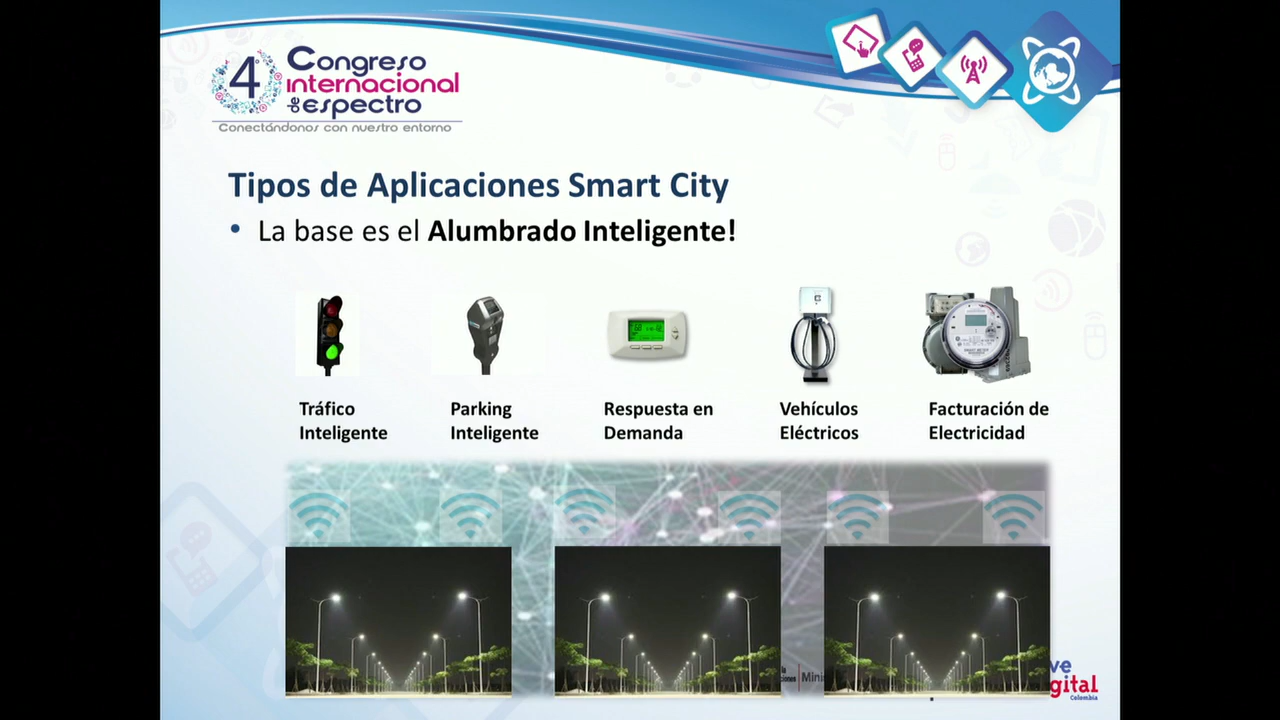 4°
Congreso
internacional
de espectro
Conectándonos con nuestro entorno
Tipos de Aplicaciones Smart City
• La base es el Alumbrado Inteligente!
Tráfico
Inteligente
Parking
Inteligente
Respuesta en
Demanda
Vehículos
Eléctricos
Facturación de
Electricidad
ve
gital
Colombia